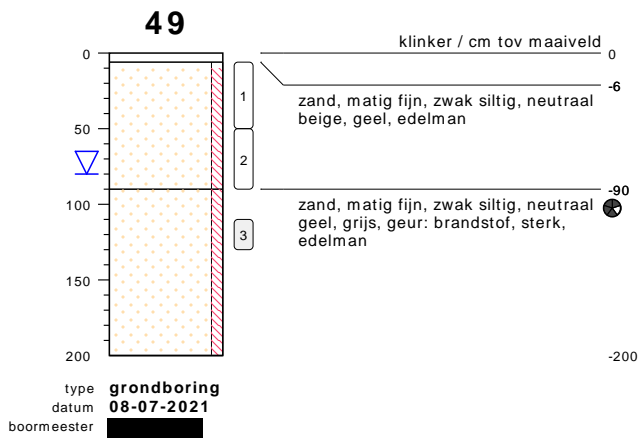 49
klinker / cm tov maaiveld
0
0
-6
1
zand, matig fijn, zwak siltig, neutraal
beige, geel, edelman
50
2
-90
100
zand, matig fijn, zwak siltig, neutraal
geel, grijs, geur: brandstof, sterk,
edelman
3
150
200
-200
type grondboring
datum 08-07-2021
boormeester